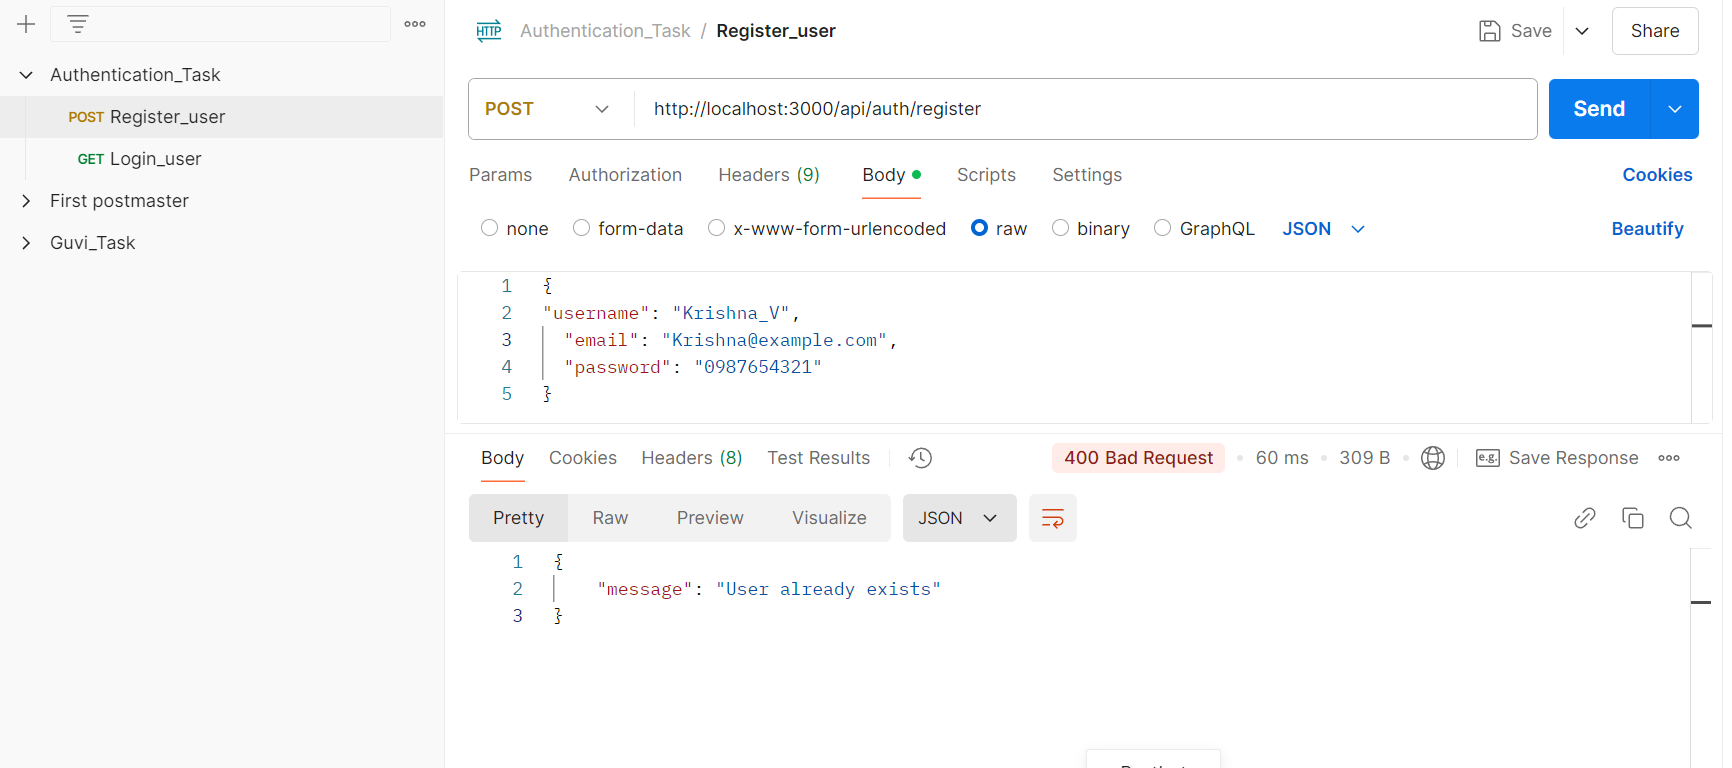 HTTP Authentication_Task / Register_user Save Share
Authentication_Task
POST Register_user
GET Login_user
First postmaster
Guvi_Task
POST http://localhost:3000/api/auth/register Send
Params Authorization Headers (9) Body Scripts Settings Cookies
none form-data x-www-form-urlencoded raw binary GraphQL JSON Beautify
1 {
2 "username": "Krishna_V",
3 "email": "Krishna@example.com",
4 "password": "0987654321"
5 }
Body Cookies Headers (8) Test Results 400 Bad Request 60 ms 309 B e.g. Save Response
Pretty Raw Preview Visualize JSON
1 {
2 "message": "User already exists"
3 }